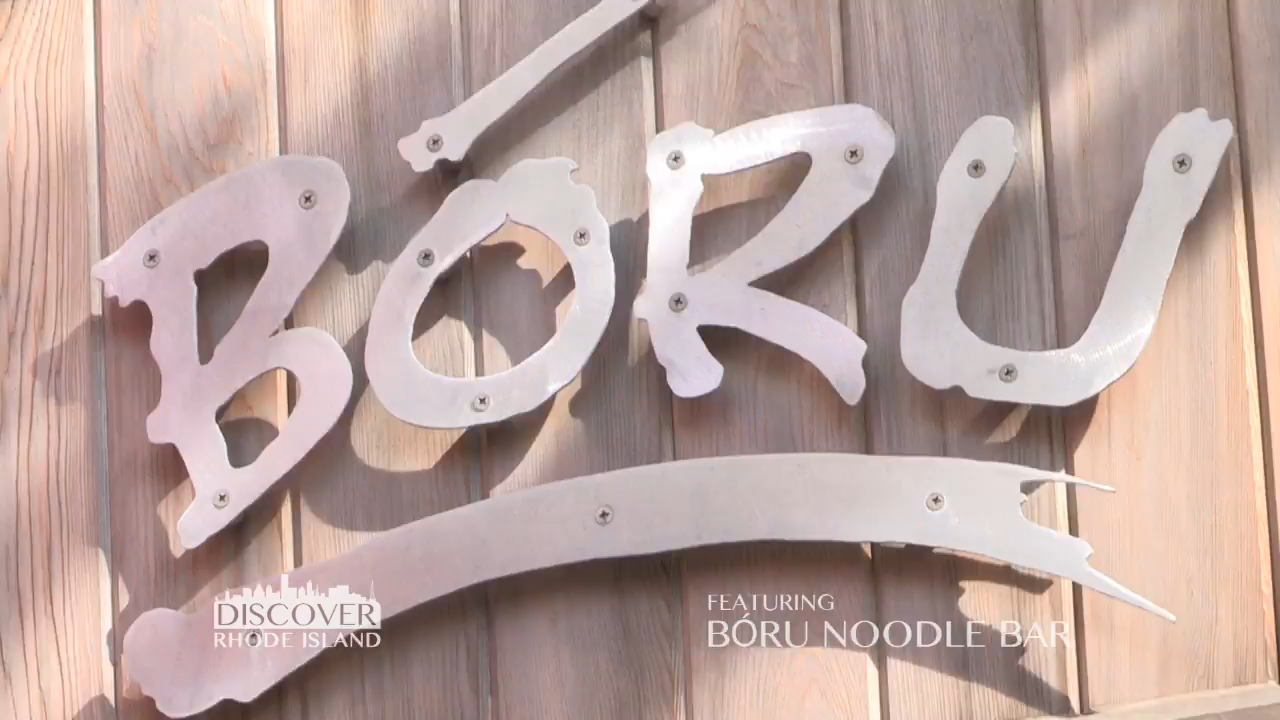 BÓRU
DISCOVER
RHODE ISLAND
FEATURING
BÓRU NOODLE BAR